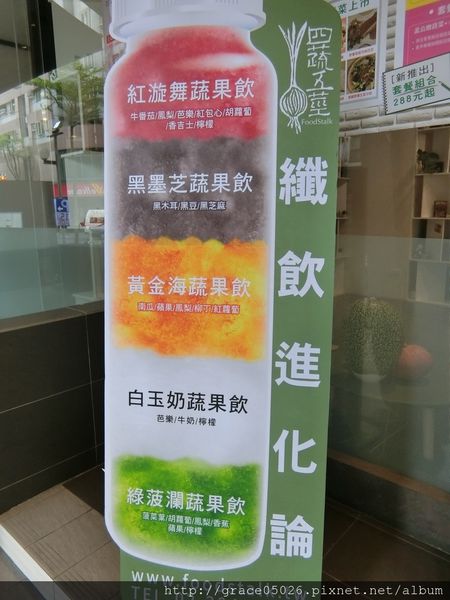 四蔬五莖
FoodStalk
纖飲進化論
紅漩舞蔬果飲
牛番茄/鳳梨/芭樂/紅包心/胡蘿蔔
/香吉士/檸檬
黑墨芝蔬果飲
黑木耳/黑豆/黑芝麻
黃金海蔬果飲
南瓜/蘋果/鳳梨/柳丁/紅蘿蔔
白玉奶蔬果飲
芭樂/牛奶/檸檬
綠菠瀾蔬果飲
菠菜葉/胡蘿蔔/鳳梨/香蕉
蘋果/檸檬
www.foodstalk
TEL
[新推出]
套餐組合
288元起
菜上市
http://grace05026.pixnet.net/album